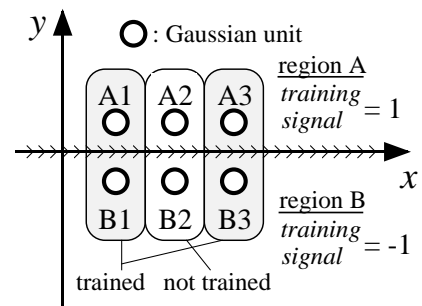 y
: Gaussian unit
region A
training
signal = 1
A1 A2 A3
x
region B
training
signal = -1
B1 B2 B3
trained not trained